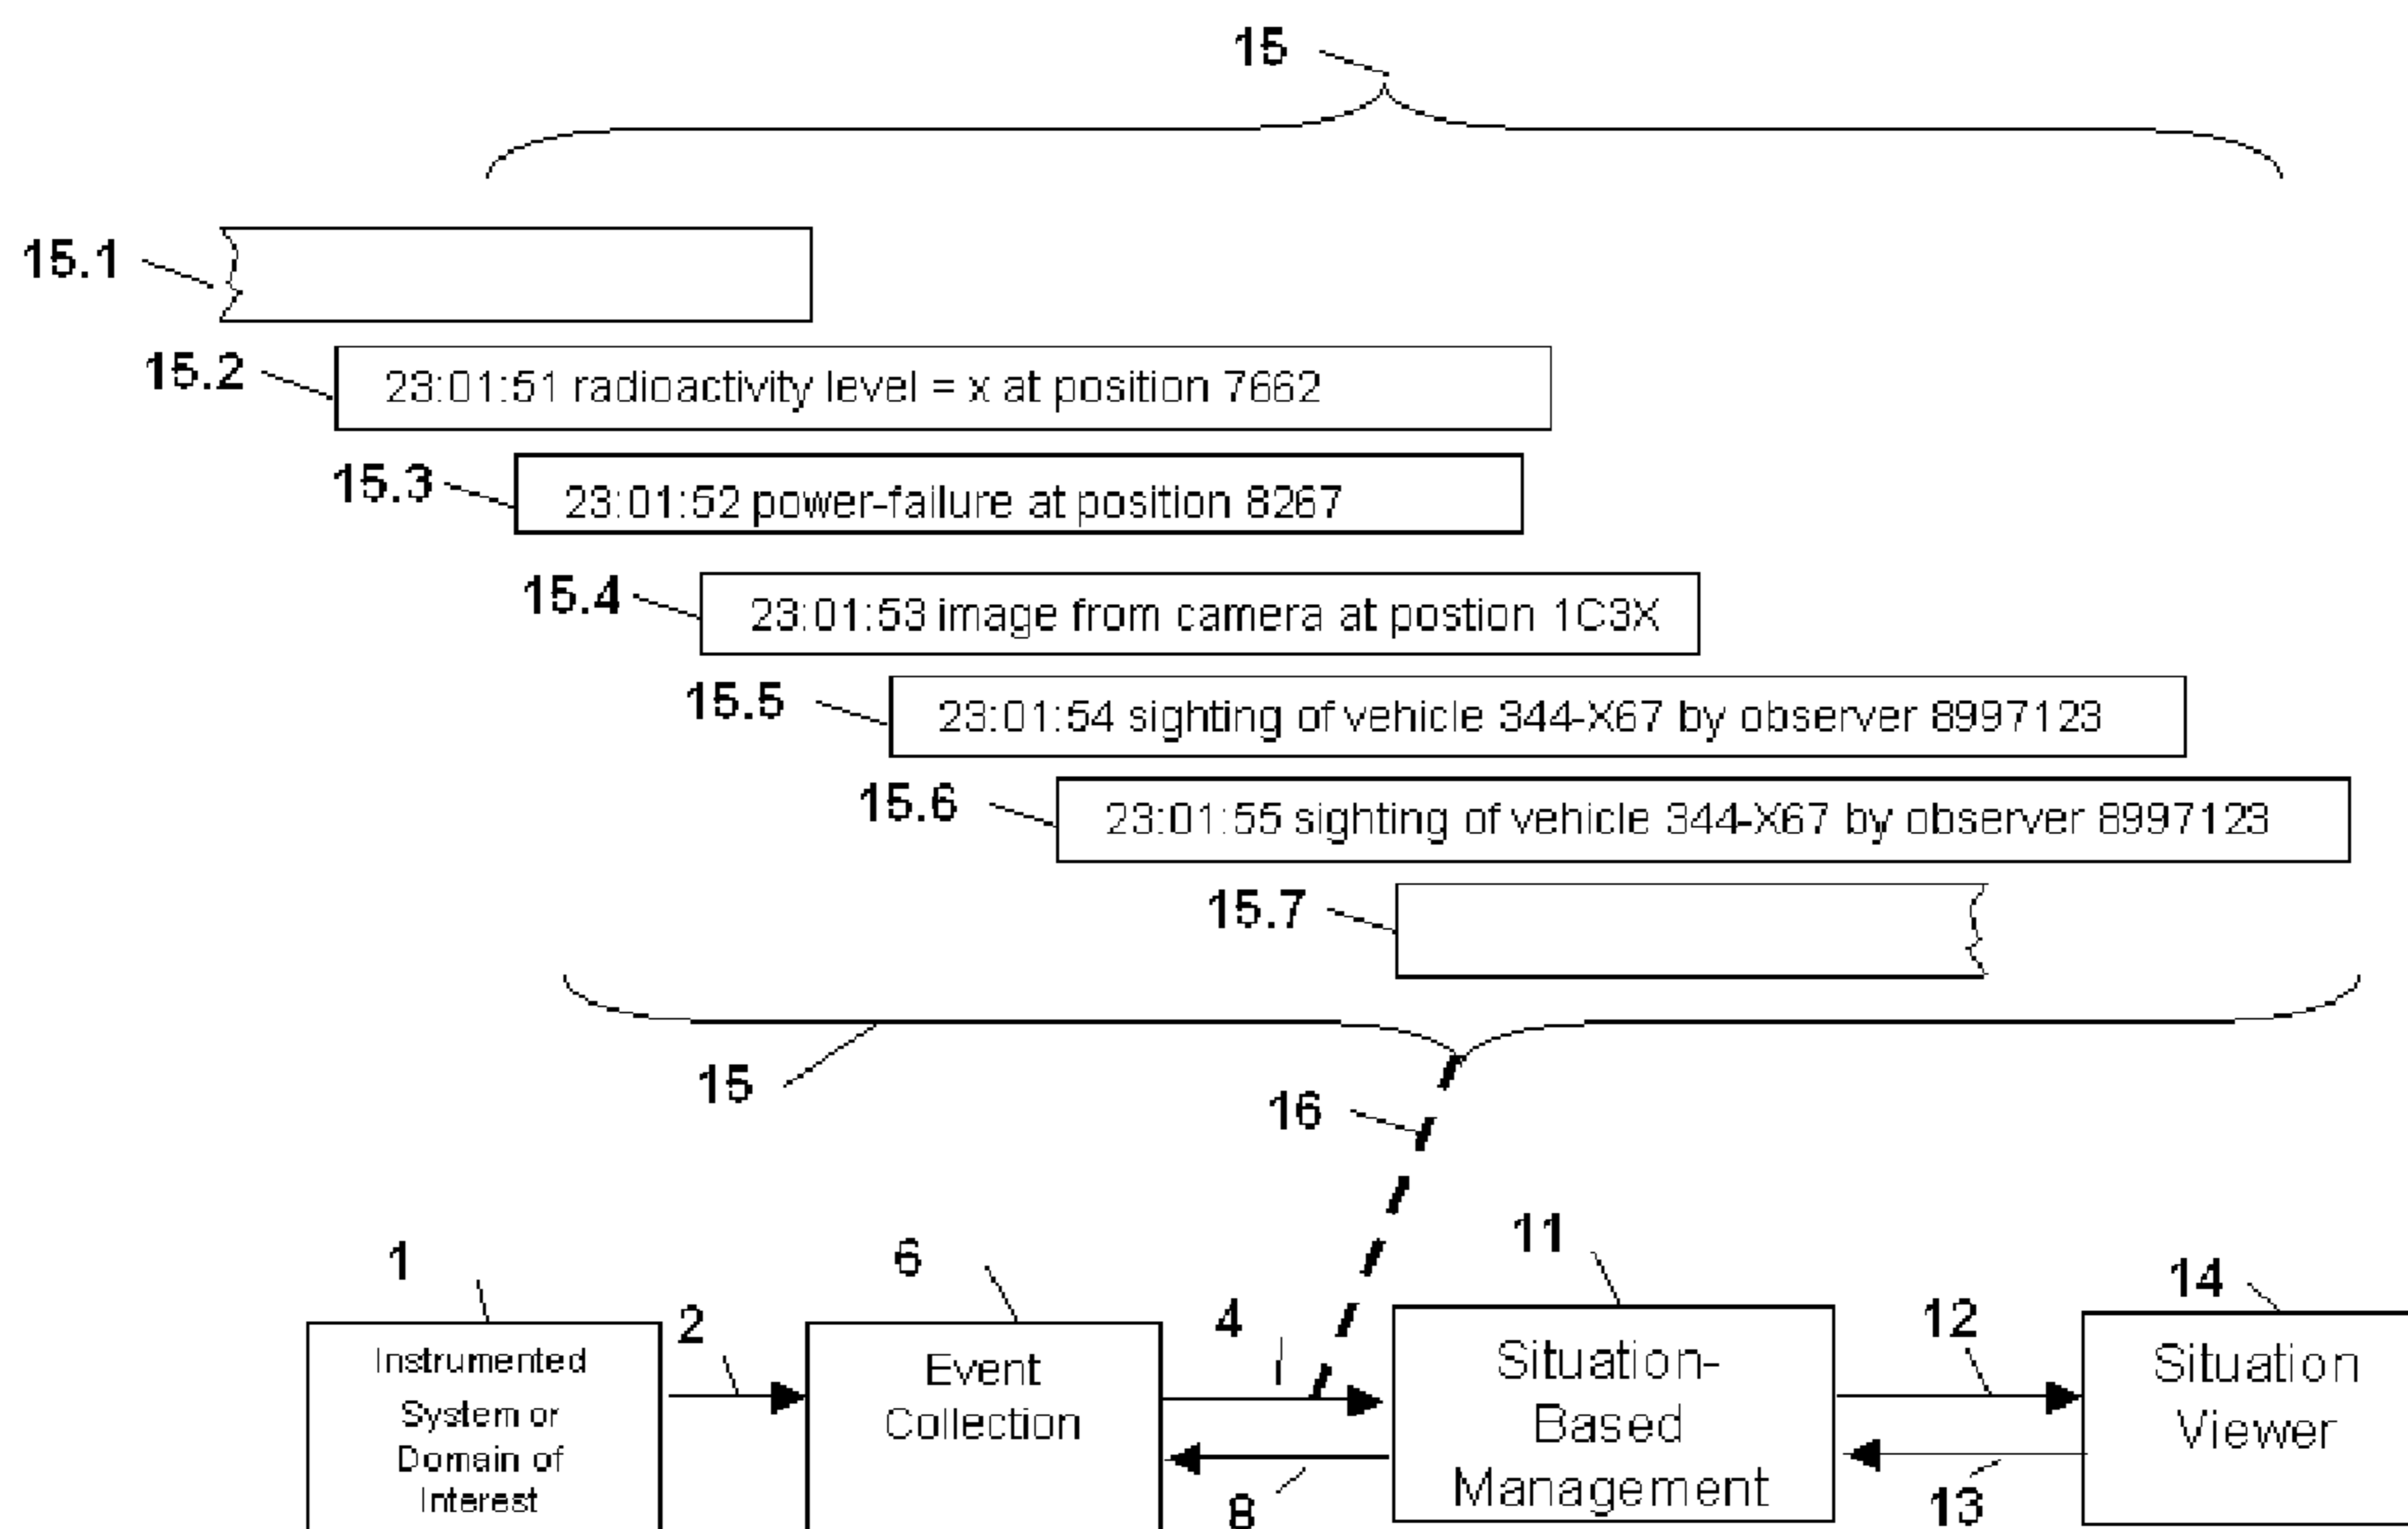 15
15.1
15.2
23:01:51 radioactivity level = x at position 7662
15.3
23:01:52 power-failure at position 8267
15.4
23:01:53 image from camera at postion 1C3X
15.5
23:01:54 sighting of vehicle 344-X67 by observer 8997123
15.6
23:01:55 sighting of vehicle 344-X67 by observer 8997123
15.7
15
16
1
Instrumented
System or
Domain of
Interest
2
6
Event
Collection
4
8
11
Situation-
Based
Management
12
13
14
Situation
Viewer